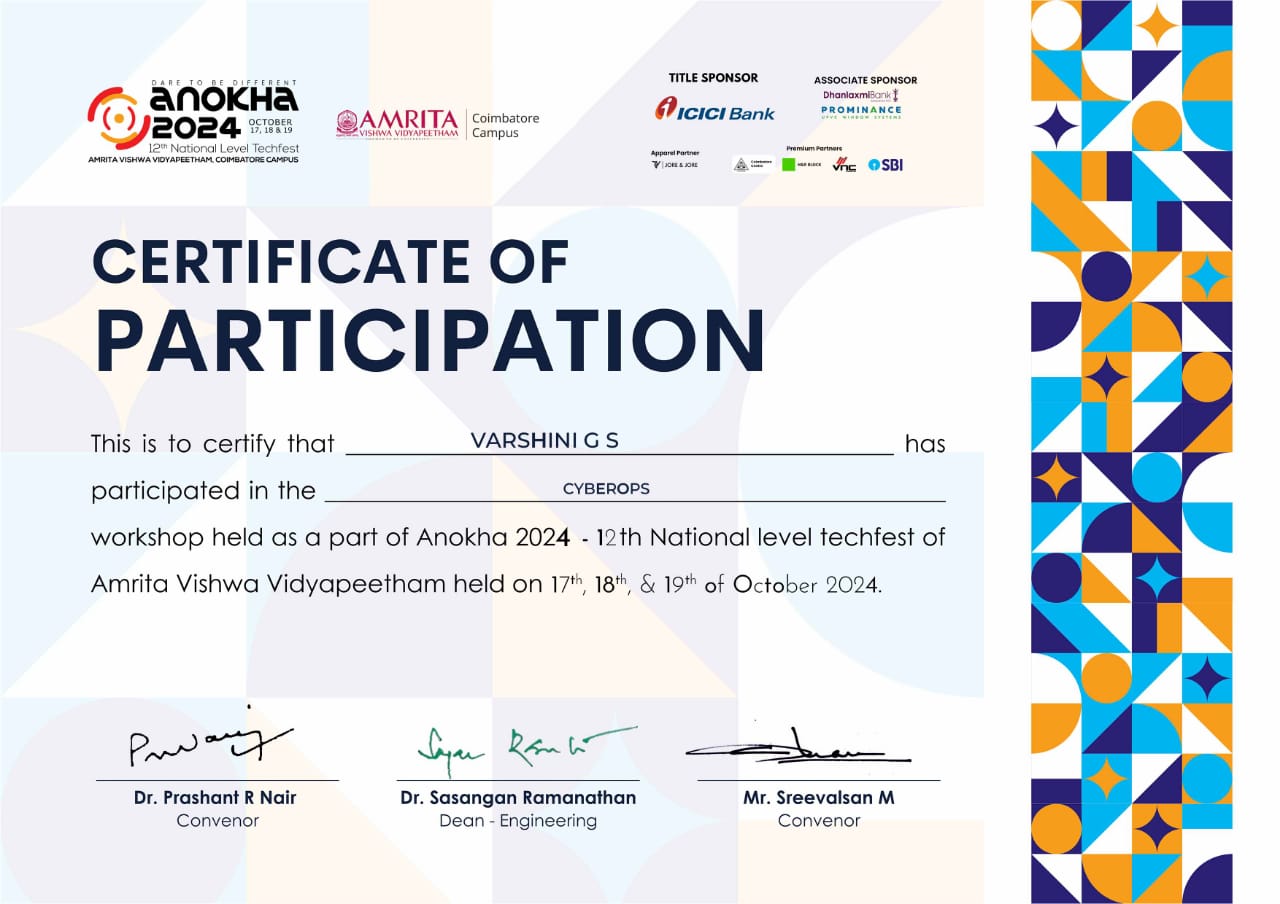 DARE TO BE DIFFERENT
ANOKHA
2024 OCTOBER 17, 18 & 19
12th National Level Techfest
AMRITA VISHWA VIDYAPEETHAM, COIMBATORE CAMPUS
AMRITA
VISHWA VIDYAPEETHAM
Coimbatore
Campus
TITLE SPONSOR
ICICI Bank
ASSOCIATE SPONSOR
Dhanlaxmi Bank
PROMINANCE
UPVC WINDOW SYSTEMS
Apparel Partner
JORE & JORE
Premium Partners
Coimbatore
H&R BLOCK
VNC
SBI
CERTIFICATE OF
PARTICIPATION
This is to certify that VARSHINI G S has
participated in the CYBEROPS
workshop held as a part of Anokha 2024 - 12th National level techfest of
Amrita Vishwa Vidyapeetham held on 17th, 18th, & 19th of October 2024.
Dr. Prashant R Nair
Convenor
Dr. Sasangan Ramanathan
Dean - Engineering
Mr. Sreevalsan M
Convenor